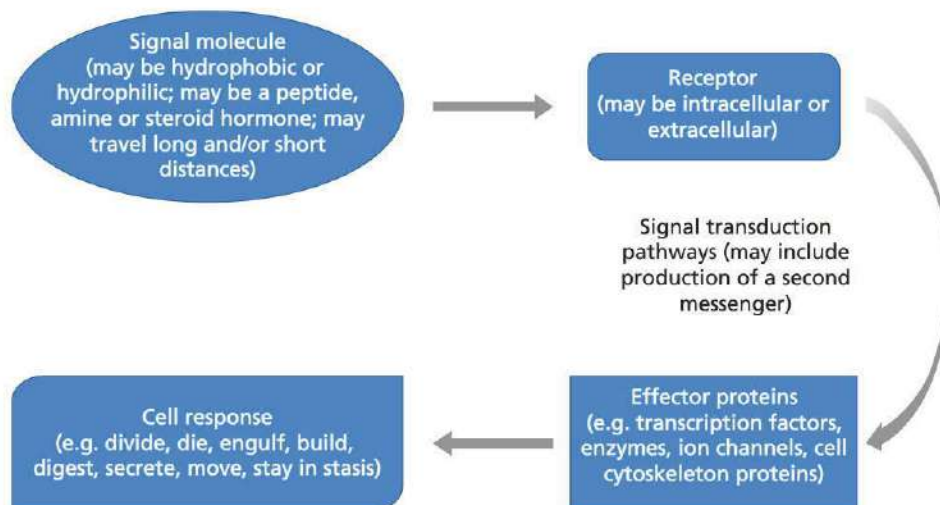 Signal molecule
(may be hydrophobic or
hydrophilic; may be a peptide,
amine or steroid hormone; may
travel long and/or short
distances)
Receptor
(may be intracellular or
extracellular)
Signal transduction
pathways (may include
production of a second
messenger)
Effector proteins
(e.g. transcription factors,
enzymes, ion channels, cell
cytoskeleton proteins)
Cell response
(e.g. divide, die, engulf, build,
digest, secrete, move, stay in stasis)